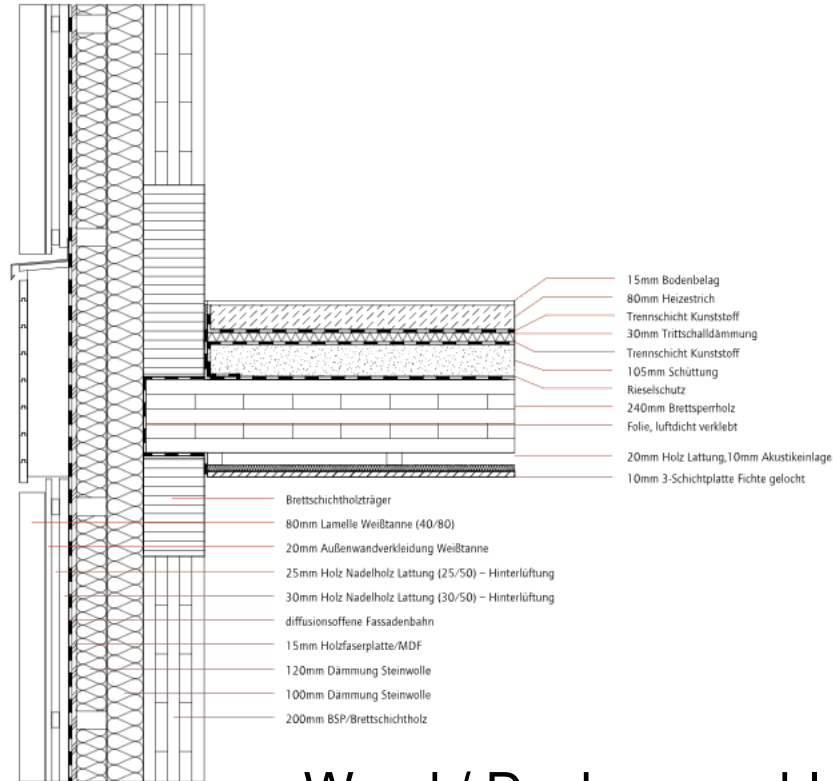 15mm Bodenbelag
80mm Heizestrich
Trennschicht Kunststoff
30mm Trittschalldämmung
Trennschicht Kunststoff
105mm Schüttung
Rieselschutz
240mm Brettsperrholz
Folie, luftdicht verklebt
20mm Holz Lattung,10mm Akustikeinlage
10mm 3-Schichtplatte Fichte gelocht
Brettschichtholzträger
80mm Lamelle Weißtanne (40/80)
20mm Außenwandverkleidung Weißtanne
25mm Holz Nadelholz Lattung (25/50) – Hinterlüftung
30mm Holz Nadelholz Lattung (30/50) – Hinterlüftung
diffusionsoffene Fassadenbahn
15mm Holzfaserplatte/MDF
120mm Dämmung Steinwolle
100mm Dämmung Steinwolle
200mm BSP/Brettschichtholz